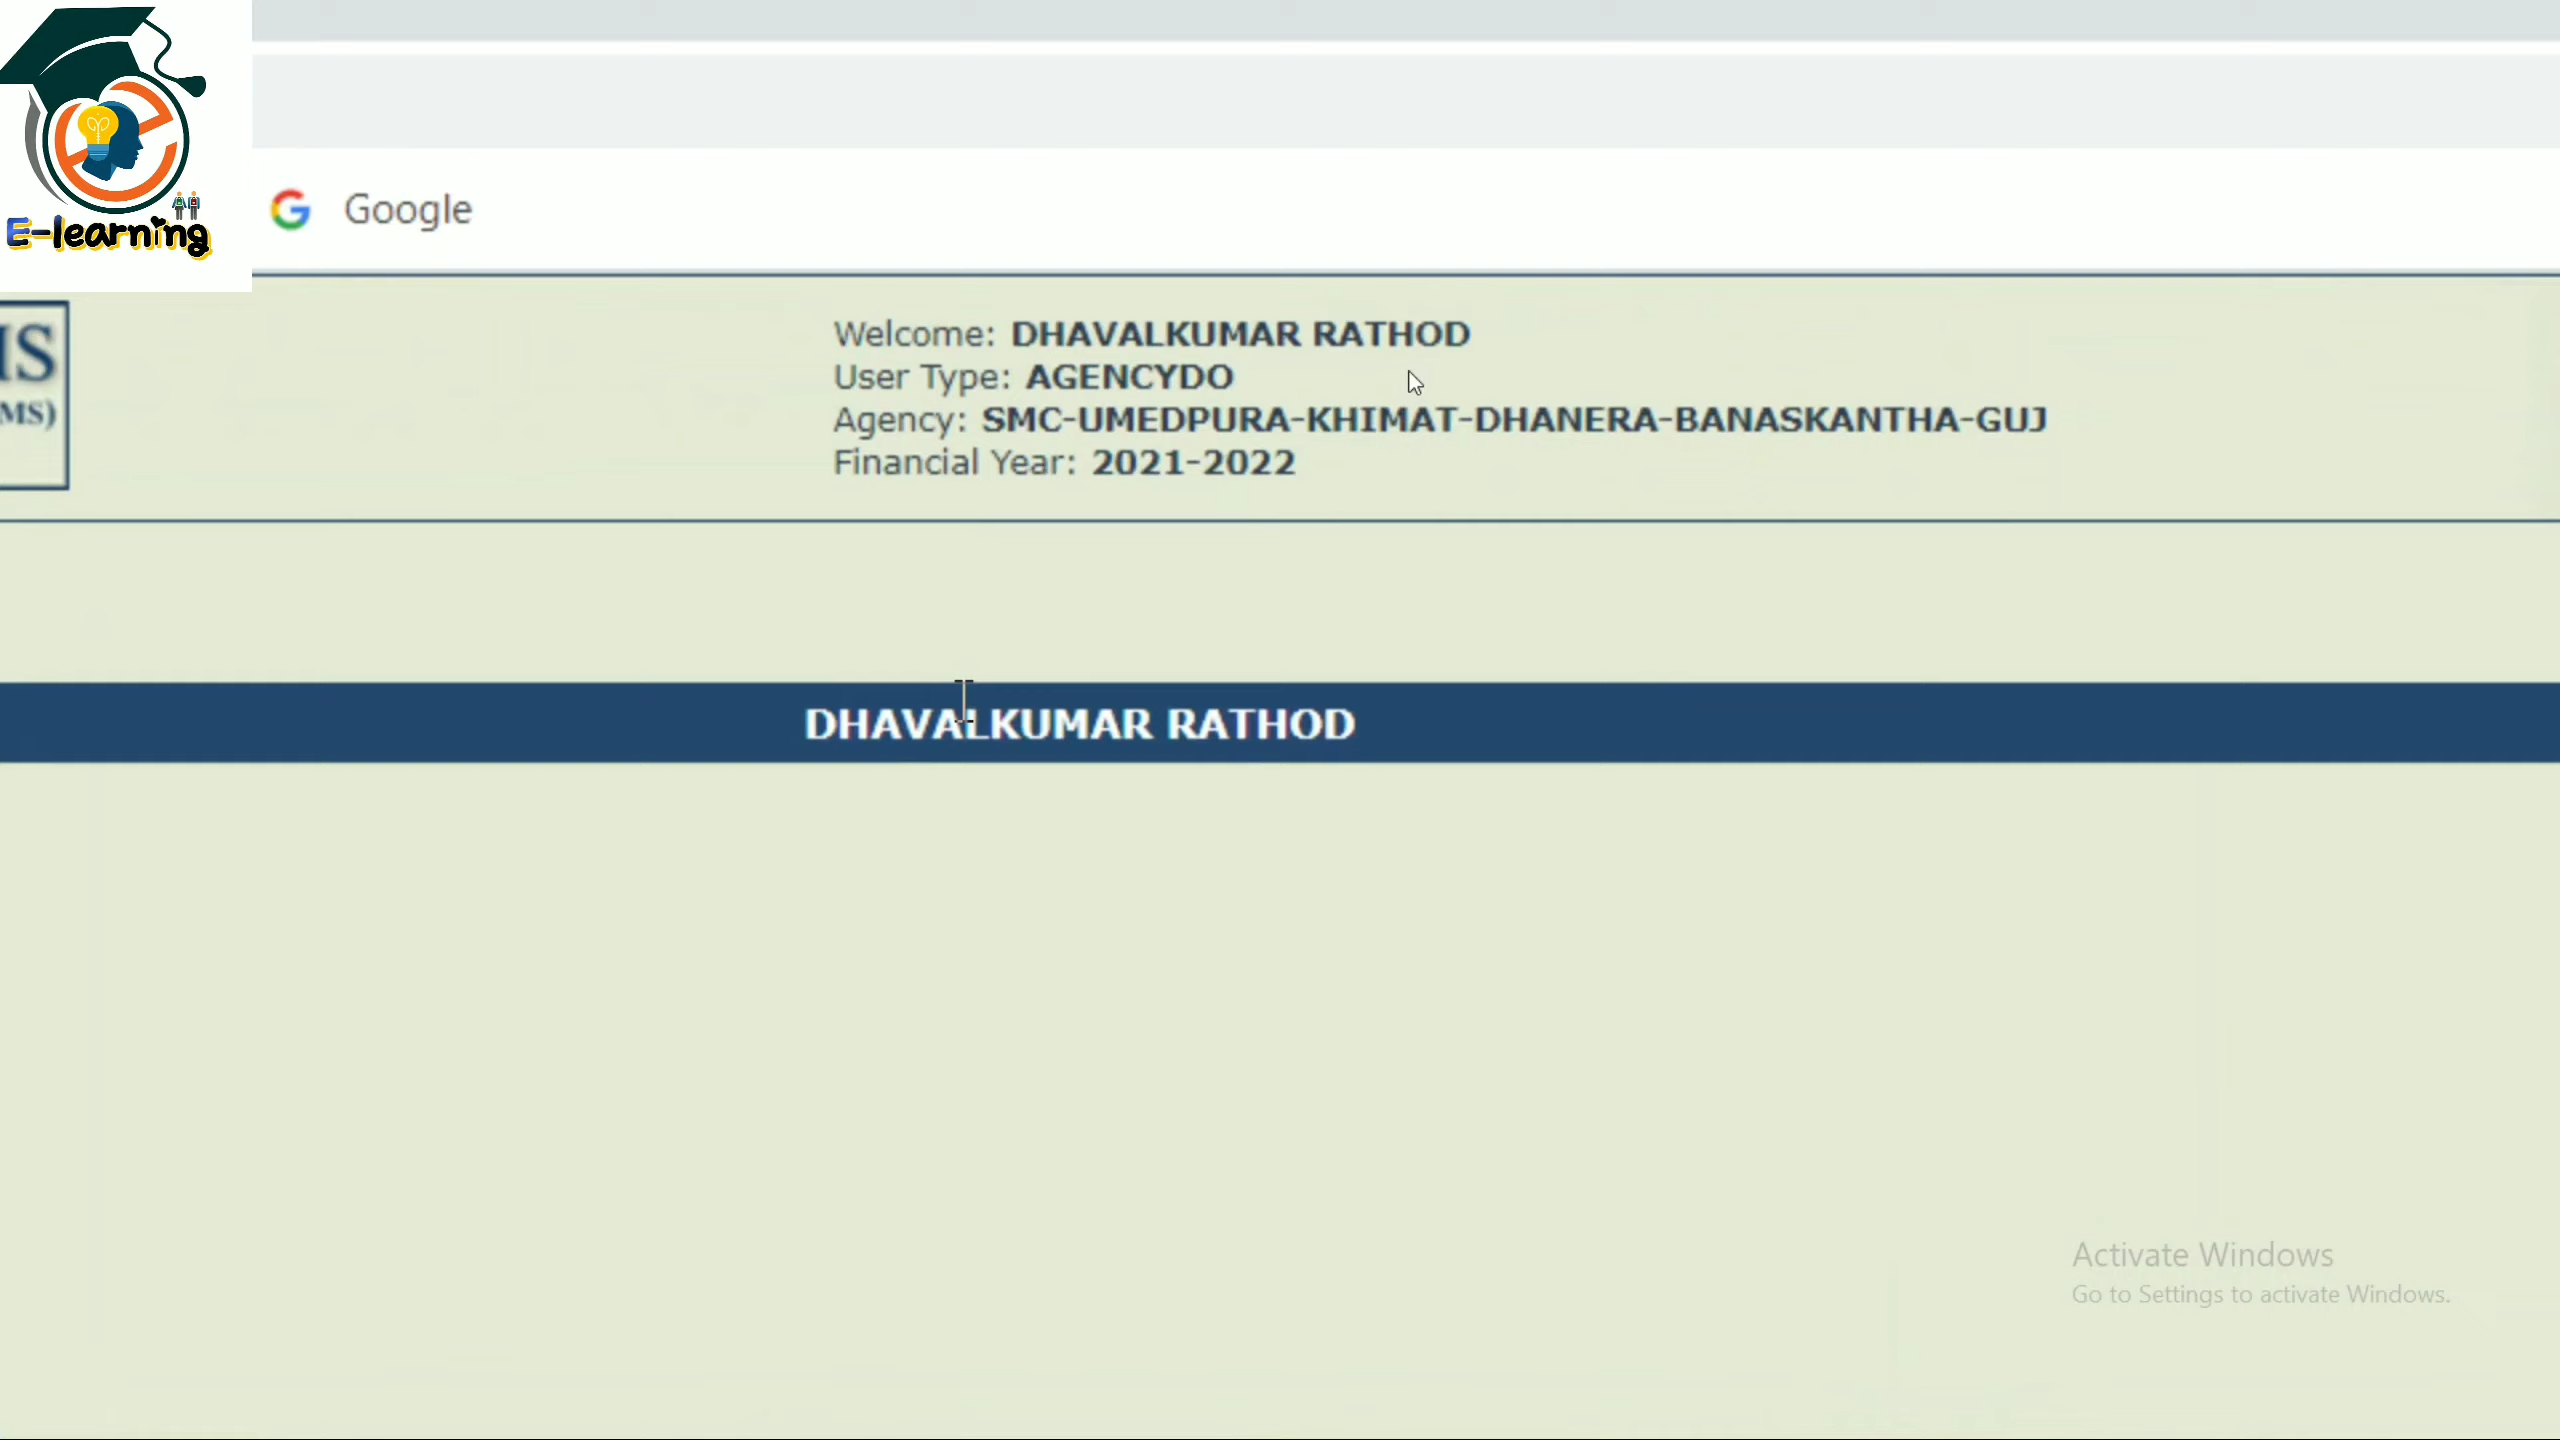 E-learning
Google
IS
MS)
Welcome: DHAVALKUMAR RATHOD
User Type: AGENCYDO
Agency: SMC-UMEDPURA-KHIMAT-DHANERA-BANASKANTHA-GUJ
Financial Year: 2021-2022
DHAVALKUMAR RATHOD
Activate Windows
Go to Settings to activate Windows.